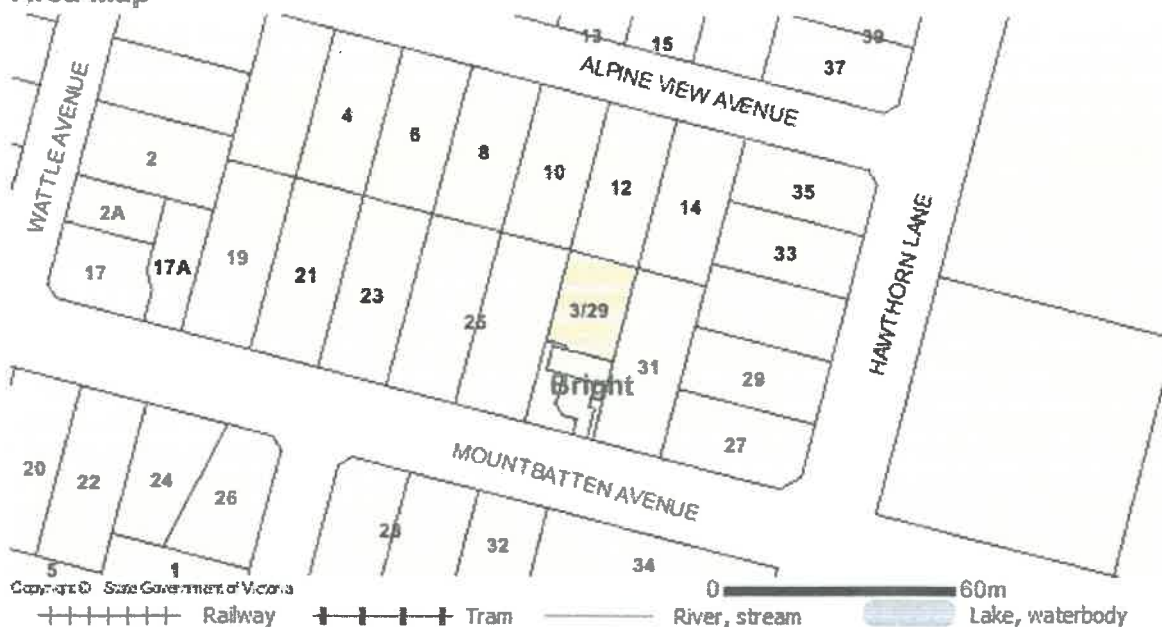 Area Map
13
15
39
37
ALPINE VIEW AVENUE
WATTLE AVENUE
4
6
8
10
12
14
35
33
2
2A
17
17A
19
21
23
25
3/29
31
29
27
HAWTHORN LANE
Bright
MOUNTBATTEN AVENUE
20
22
24
26
28
32
34
5
1
Copyright © State Government of Victoria
0 60m
Railway Tram River, stream Lake, waterbody